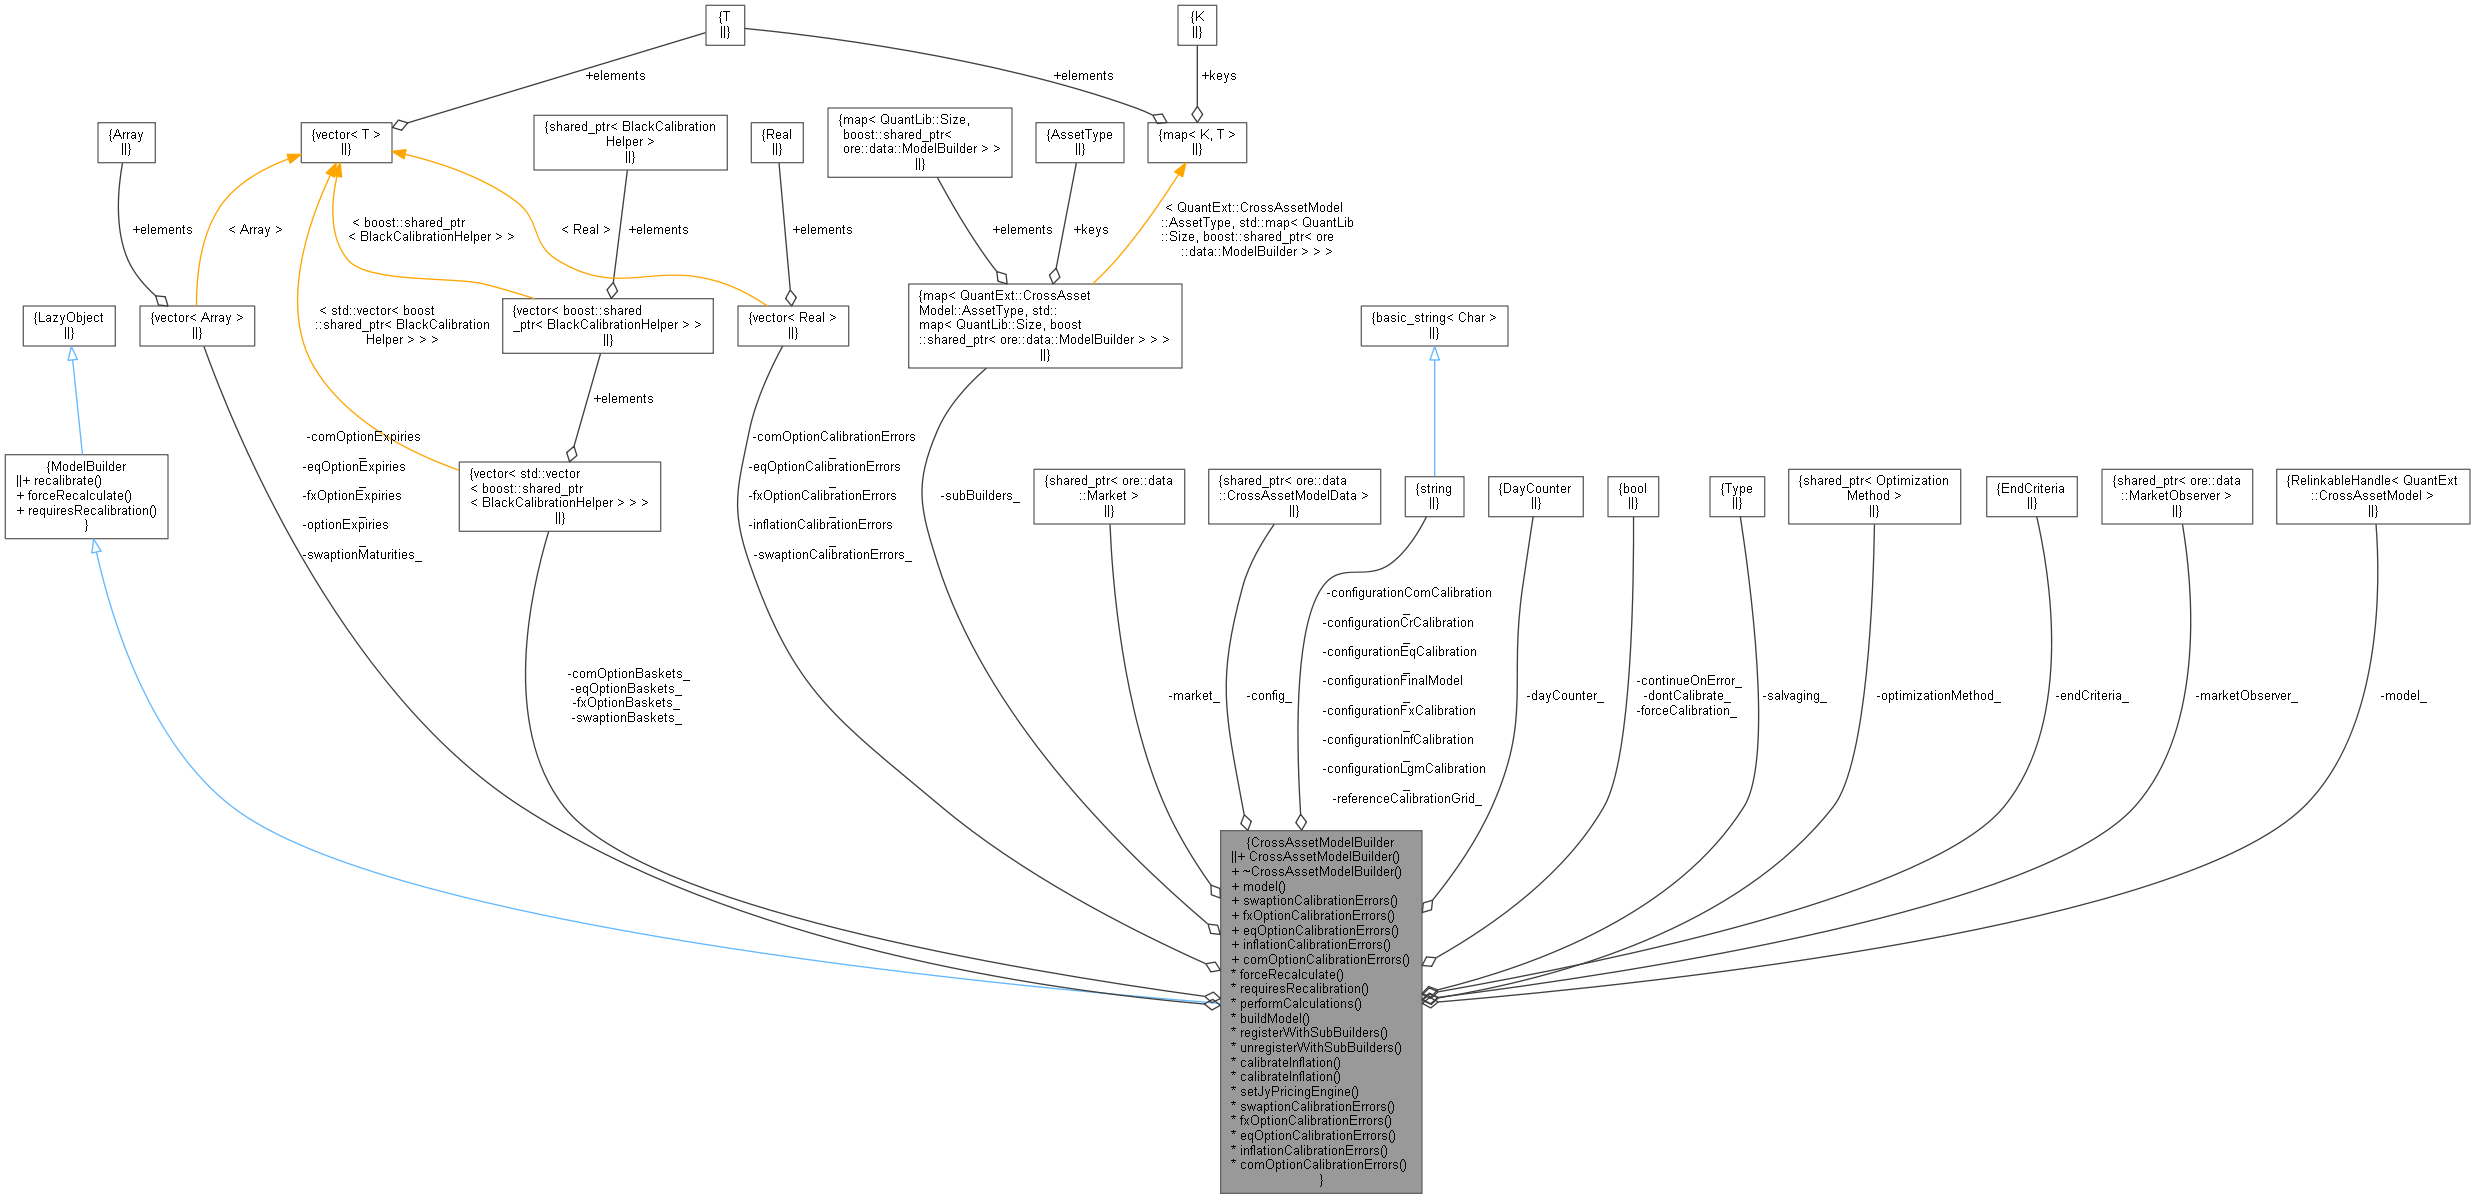 {T
||}
{K
||}
+elements
+elements
+keys
{Array
||}
{vector< T >
||}
{shared_ptr< BlackCalibration
Helper >
||}
{Real
||}
{map< QuantLib::Size,
boost::shared_ptr<
ore::data::ModelBuilder > >
||}
{AssetType
||}
{map< K, T >
||}
+elements
< Array >
< boost::shared_ptr
< BlackCalibrationHelper > >
+elements
< Real >
+elements
+elements
+keys
< QuantExt::CrossAssetModel
::AssetType, std::map< QuantLib
::Size, boost::shared_ptr< ore
::data::ModelBuilder > > >
{LazyObject
||}
{vector< Array >
||}
< std::vector< boost
::shared_ptr< BlackCalibration
Helper > > >
{vector< boost::shared
_ptr< BlackCalibrationHelper > >
||}
{vector< Real >
||}
{map< QuantExt::CrossAsset
Model::AssetType, std::
map< QuantLib::Size, boost
::shared_ptr< ore::data::ModelBuilder > > >
||}
{basic_string< Char >
||}
+elements
{ModelBuilder
||+ recalibrate()
+ forceRecalculate()
+ requiresRecalibration()
}
-comOptionExpiries
_
-eqOptionExpiries
_
-fxOptionExpiries
_
-optionExpiries
_
-swaptionMaturities_
{vector< std::vector
< boost::shared_ptr
< BlackCalibrationHelper > > >
||}
-comOptionCalibrationErrors
_
-eqOptionCalibrationErrors
_
-fxOptionCalibrationErrors
_
-inflationCalibrationErrors
_
-swaptionCalibrationErrors_
-subBuilders_
{shared_ptr< ore::data
::Market >
||}
{shared_ptr< ore::data
::CrossAssetModelData >
||}
{string
||}
{DayCounter
||}
{bool
||}
{Type
||}
{shared_ptr< Optimization
Method >
||}
{EndCriteria
||}
{shared_ptr< ore::data
::MarketObserver >
||}
{RelinkableHandle< QuantExt
::CrossAssetModel >
||}
-comOptionBaskets_
-eqOptionBaskets_
-fxOptionBaskets_
-swaptionBaskets_
-market_
-config_
-configurationComCalibration
_
-configurationCrCalibration
_
-configurationEqCalibration
_
-configurationFinalModel
_
-configurationFxCalibration
_
-configurationInfCalibration
_
-configurationLgmCalibration
_
-referenceCalibrationGrid_
-dayCounter_
-continueOnError_
-dontCalibrate_
-forceCalibration_
-salvaging_
-optimizationMethod_
-endCriteria_
-marketObserver_
-model_
{CrossAssetModelBuilder
||+ CrossAssetModelBuilder()
+ ~CrossAssetModelBuilder()
+ model()
+ swaptionCalibrationErrors()
+ fxOptionCalibrationErrors()
+ eqOptionCalibrationErrors()
+ inflationCalibrationErrors()
+ comOptionCalibrationErrors()
* forceRecalculate()
* requiresRecalibration()
* performCalculations()
* buildModel()
* registerWithSubBuilders()
* unregisterWithSubBuilders()
* calibrateInflation()
* calibrateInflation()
* setJyPricingEngine()
* swaptionCalibrationErrors()
* fxOptionCalibrationErrors()
* eqOptionCalibrationErrors()
* inflationCalibrationErrors()
* comOptionCalibrationErrors()
}